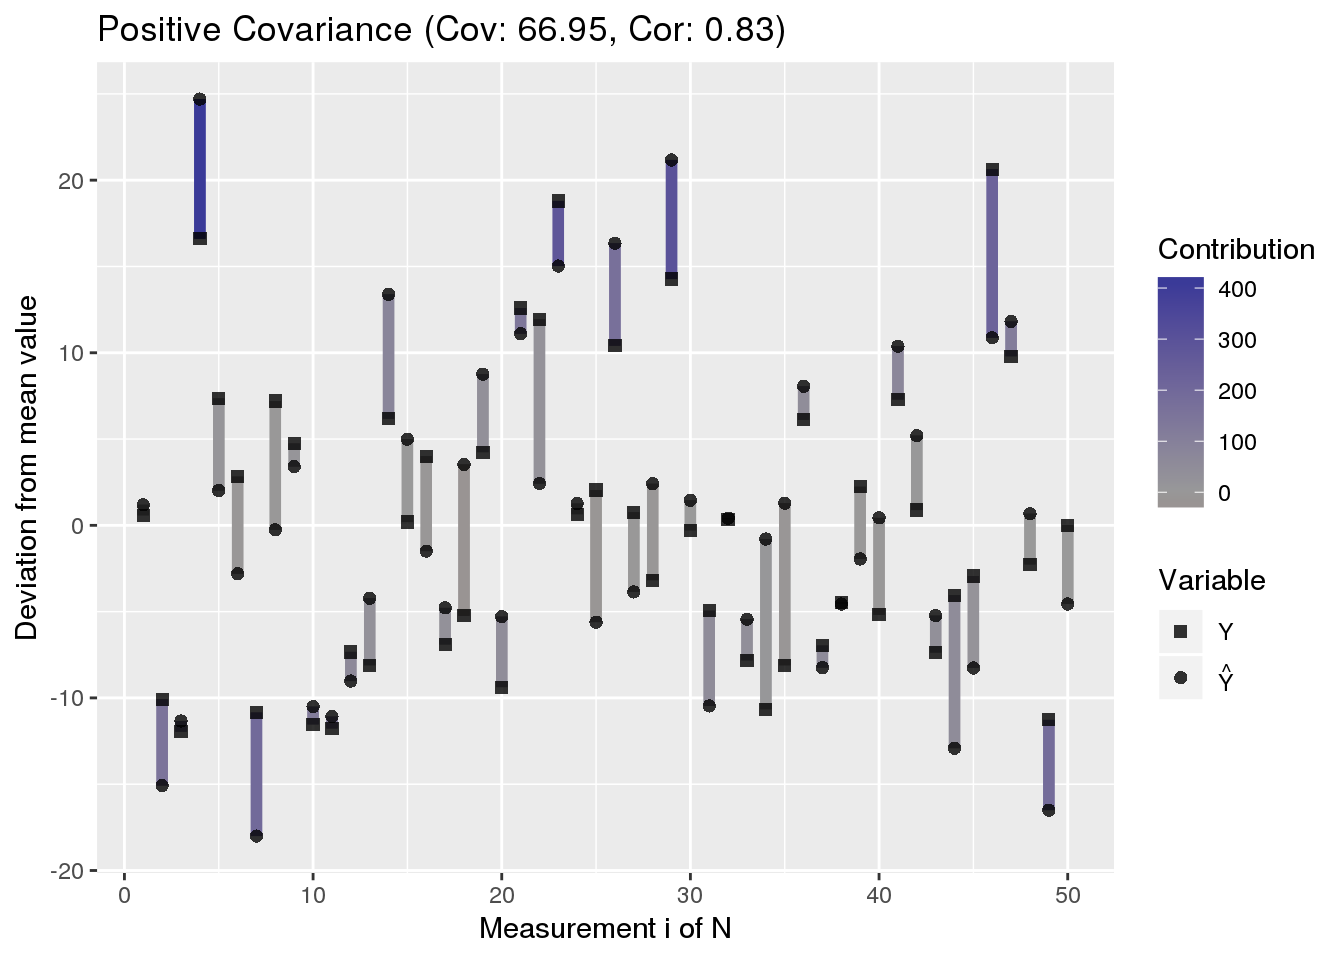 Positive Covariance (Cov: 66.95, Cor: 0.83)
Deviation from mean value
20
10
0
-10
-20
0 10 20 30 40 50
Measurement i of N
Contribution
400
300
200
100
0
Variable
Y
Ŷ